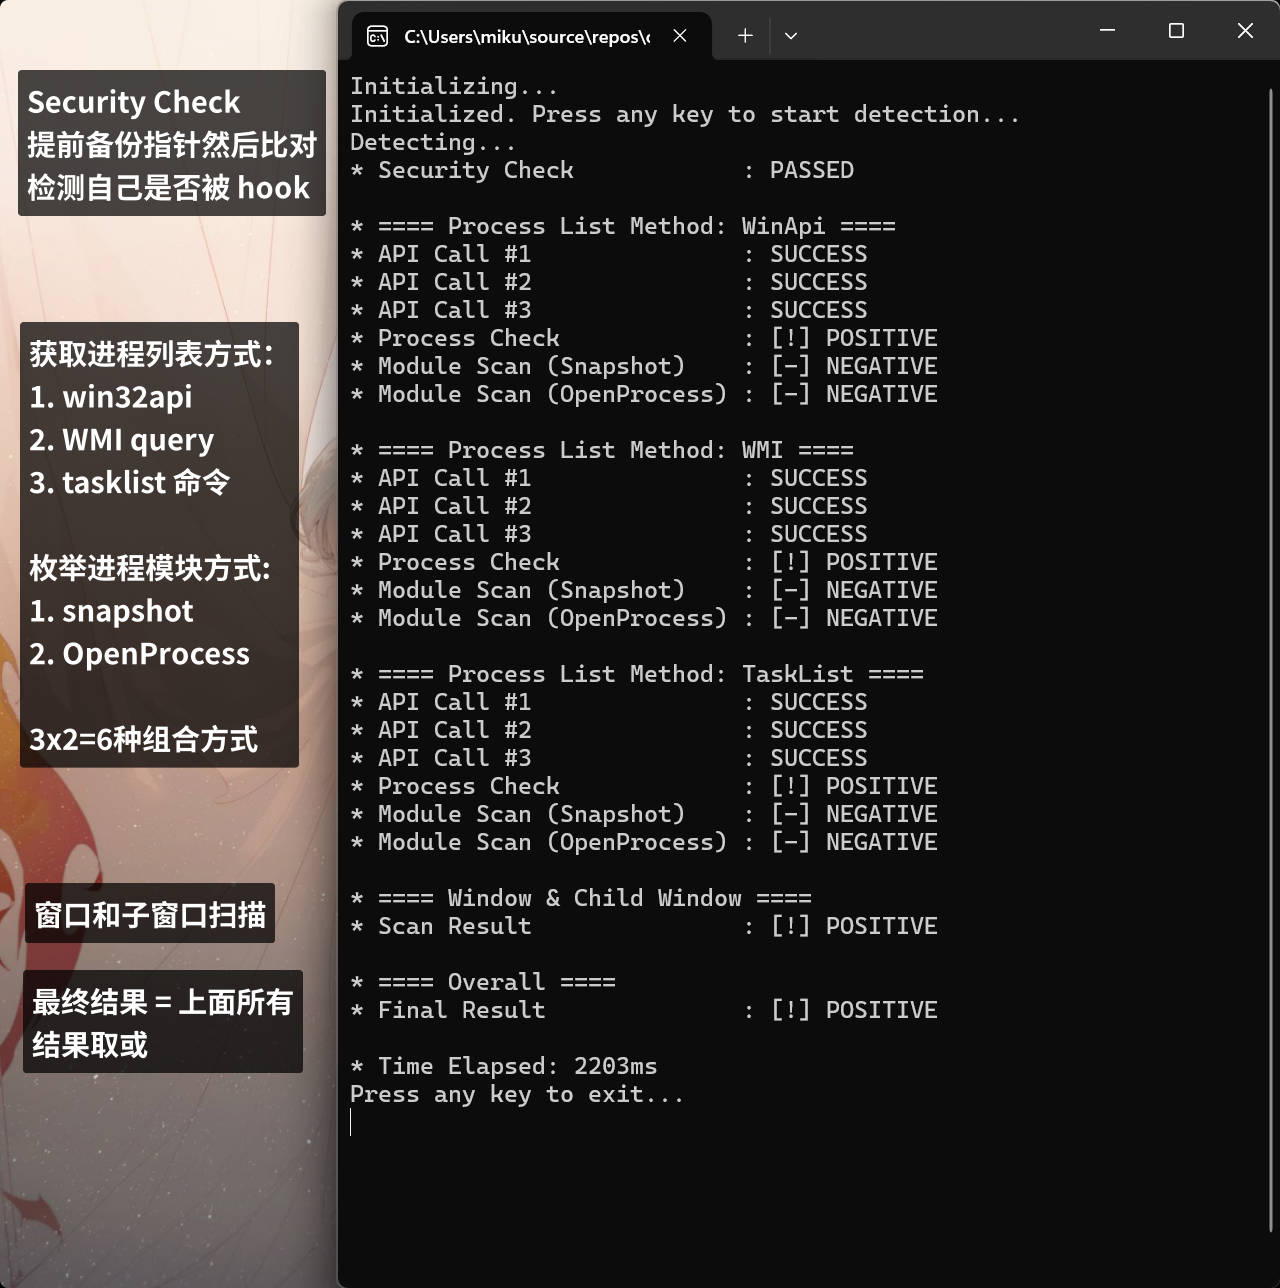 Security Check
提前备份指针然后比对
检测自己是否被 hook
获取进程列表方式：
1. win32api
2. WMI query
3. tasklist 命令
枚举进程模块方式:
1. snapshot
2. OpenProcess
3x2=6种组合方式
窗口和子窗口扫描
最终结果 = 上面所有
结果取或
C:\Users\miku\source\repos\c
Initializing...
Initialized. Press any key to start detection...
Detecting...
* Security Check            : PASSED
* ==== Process List Method: WinApi ====
* API Call #1               : SUCCESS
* API Call #2               : SUCCESS
* API Call #3               : SUCCESS
* Process Check             : [!] POSITIVE
* Module Scan (Snapshot)    : [-] NEGATIVE
* Module Scan (OpenProcess) : [-] NEGATIVE
* ==== Process List Method: WMI ====
* API Call #1               : SUCCESS
* API Call #2               : SUCCESS
* API Call #3               : SUCCESS
* Process Check             : [!] POSITIVE
* Module Scan (Snapshot)    : [-] NEGATIVE
* Module Scan (OpenProcess) : [-] NEGATIVE
* ==== Process List Method: TaskList ====
* API Call #1               : SUCCESS
* API Call #2               : SUCCESS
* API Call #3               : SUCCESS
* Process Check             : [!] POSITIVE
* Module Scan (Snapshot)    : [-] NEGATIVE
* Module Scan (OpenProcess) : [-] NEGATIVE
* ==== Window & Child Window ====
* Scan Result               : [!] POSITIVE
* ==== Overall ====
* Final Result              : [!] POSITIVE
* Time Elapsed: 2203ms
Press any key to exit...